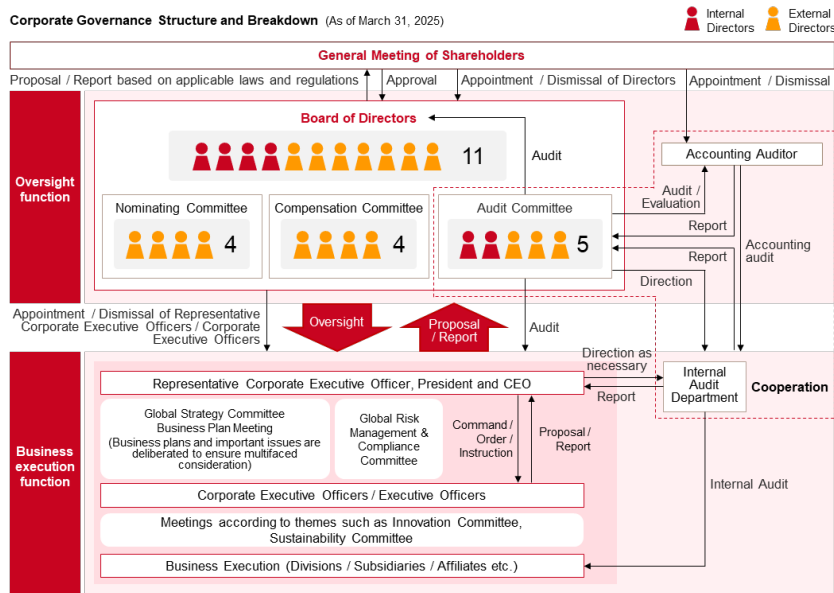 Corporate Governance Structure and Breakdown (As of March 31, 2025)
Internal
Directors
External
Directors
General Meeting of Shareholders
Proposal / Report based on applicable laws and regulations
Approval
Appointment / Dismissal of Directors
Appointment / Dismissal
Oversight
function
Board of Directors
11
Audit
Accounting Auditor
Nominating Committee
4
Compensation Committee
4
Audit Committee
5
Audit /
Evaluation
Report
Report
Accounting
audit
Direction
Appointment / Dismissal of Representative
Corporate Executive Officers / Corporate
Executive Officers
Oversight
Proposal
/ Report
Audit
Business
execution
function
Representative Corporate Executive Officer, President and CEO
Direction as
necessary
Report
Internal
Audit
Department
Cooperation
Global Strategy Committee
Business Plan Meeting
(Business plans and important issues are
deliberated to ensure multifaced
consideration)
Global Risk
Management &
Compliance
Committee
Command /
Order /
Instruction
Proposal
/ Report
Corporate Executive Officers / Executive Officers
Internal Audit
Meetings according to themes such as Innovation Committee,
Sustainability Committee
Business Execution (Divisions / Subsidiaries / Affiliates etc.)